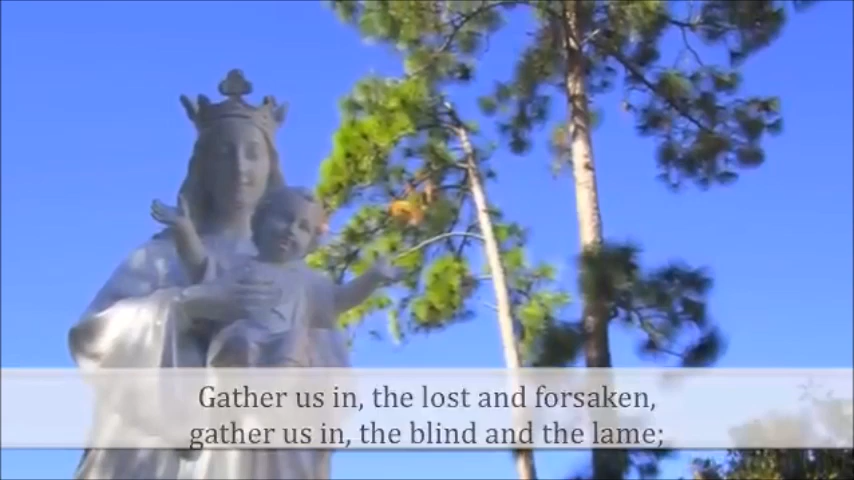 Gather us in, the lost and forsaken,
gather us in, the blind and the lame;